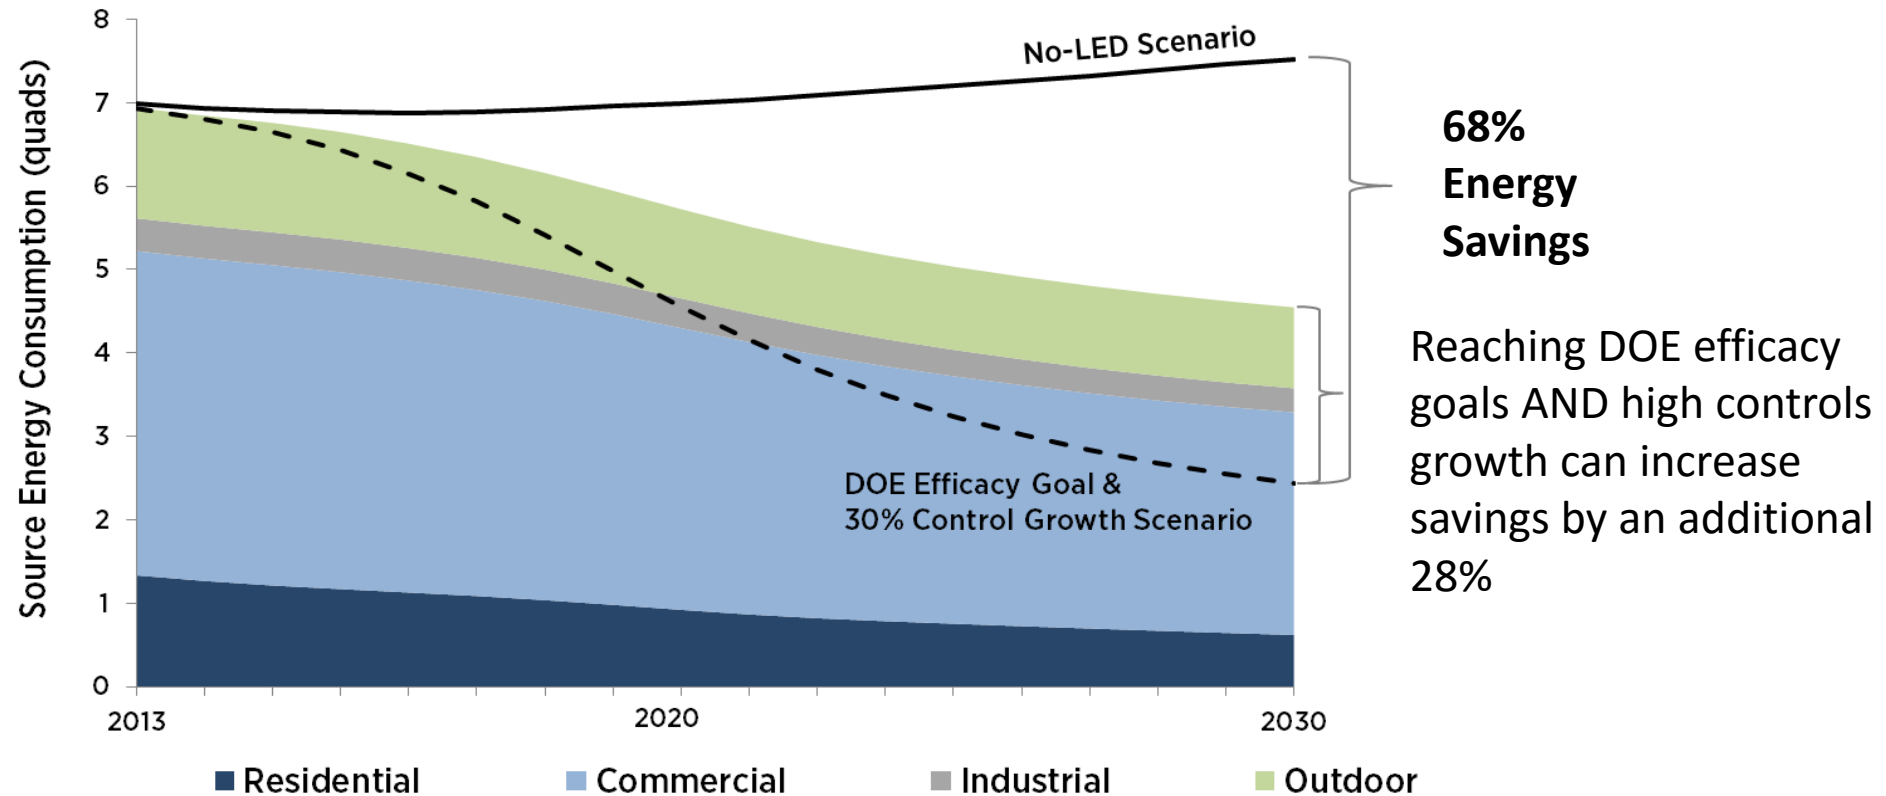 Source Energy Consumption (quads)
8
7
6
5
4
3
2
1
0
2013
2020
2030
No-LED Scenario
DOE Efficacy Goal &
30% Control Growth Scenario
68%
Energy
Savings
Reaching DOE efficacy
goals AND high controls
growth can increase
savings by an additional
28%
Residential
Commercial
Industrial
Outdoor